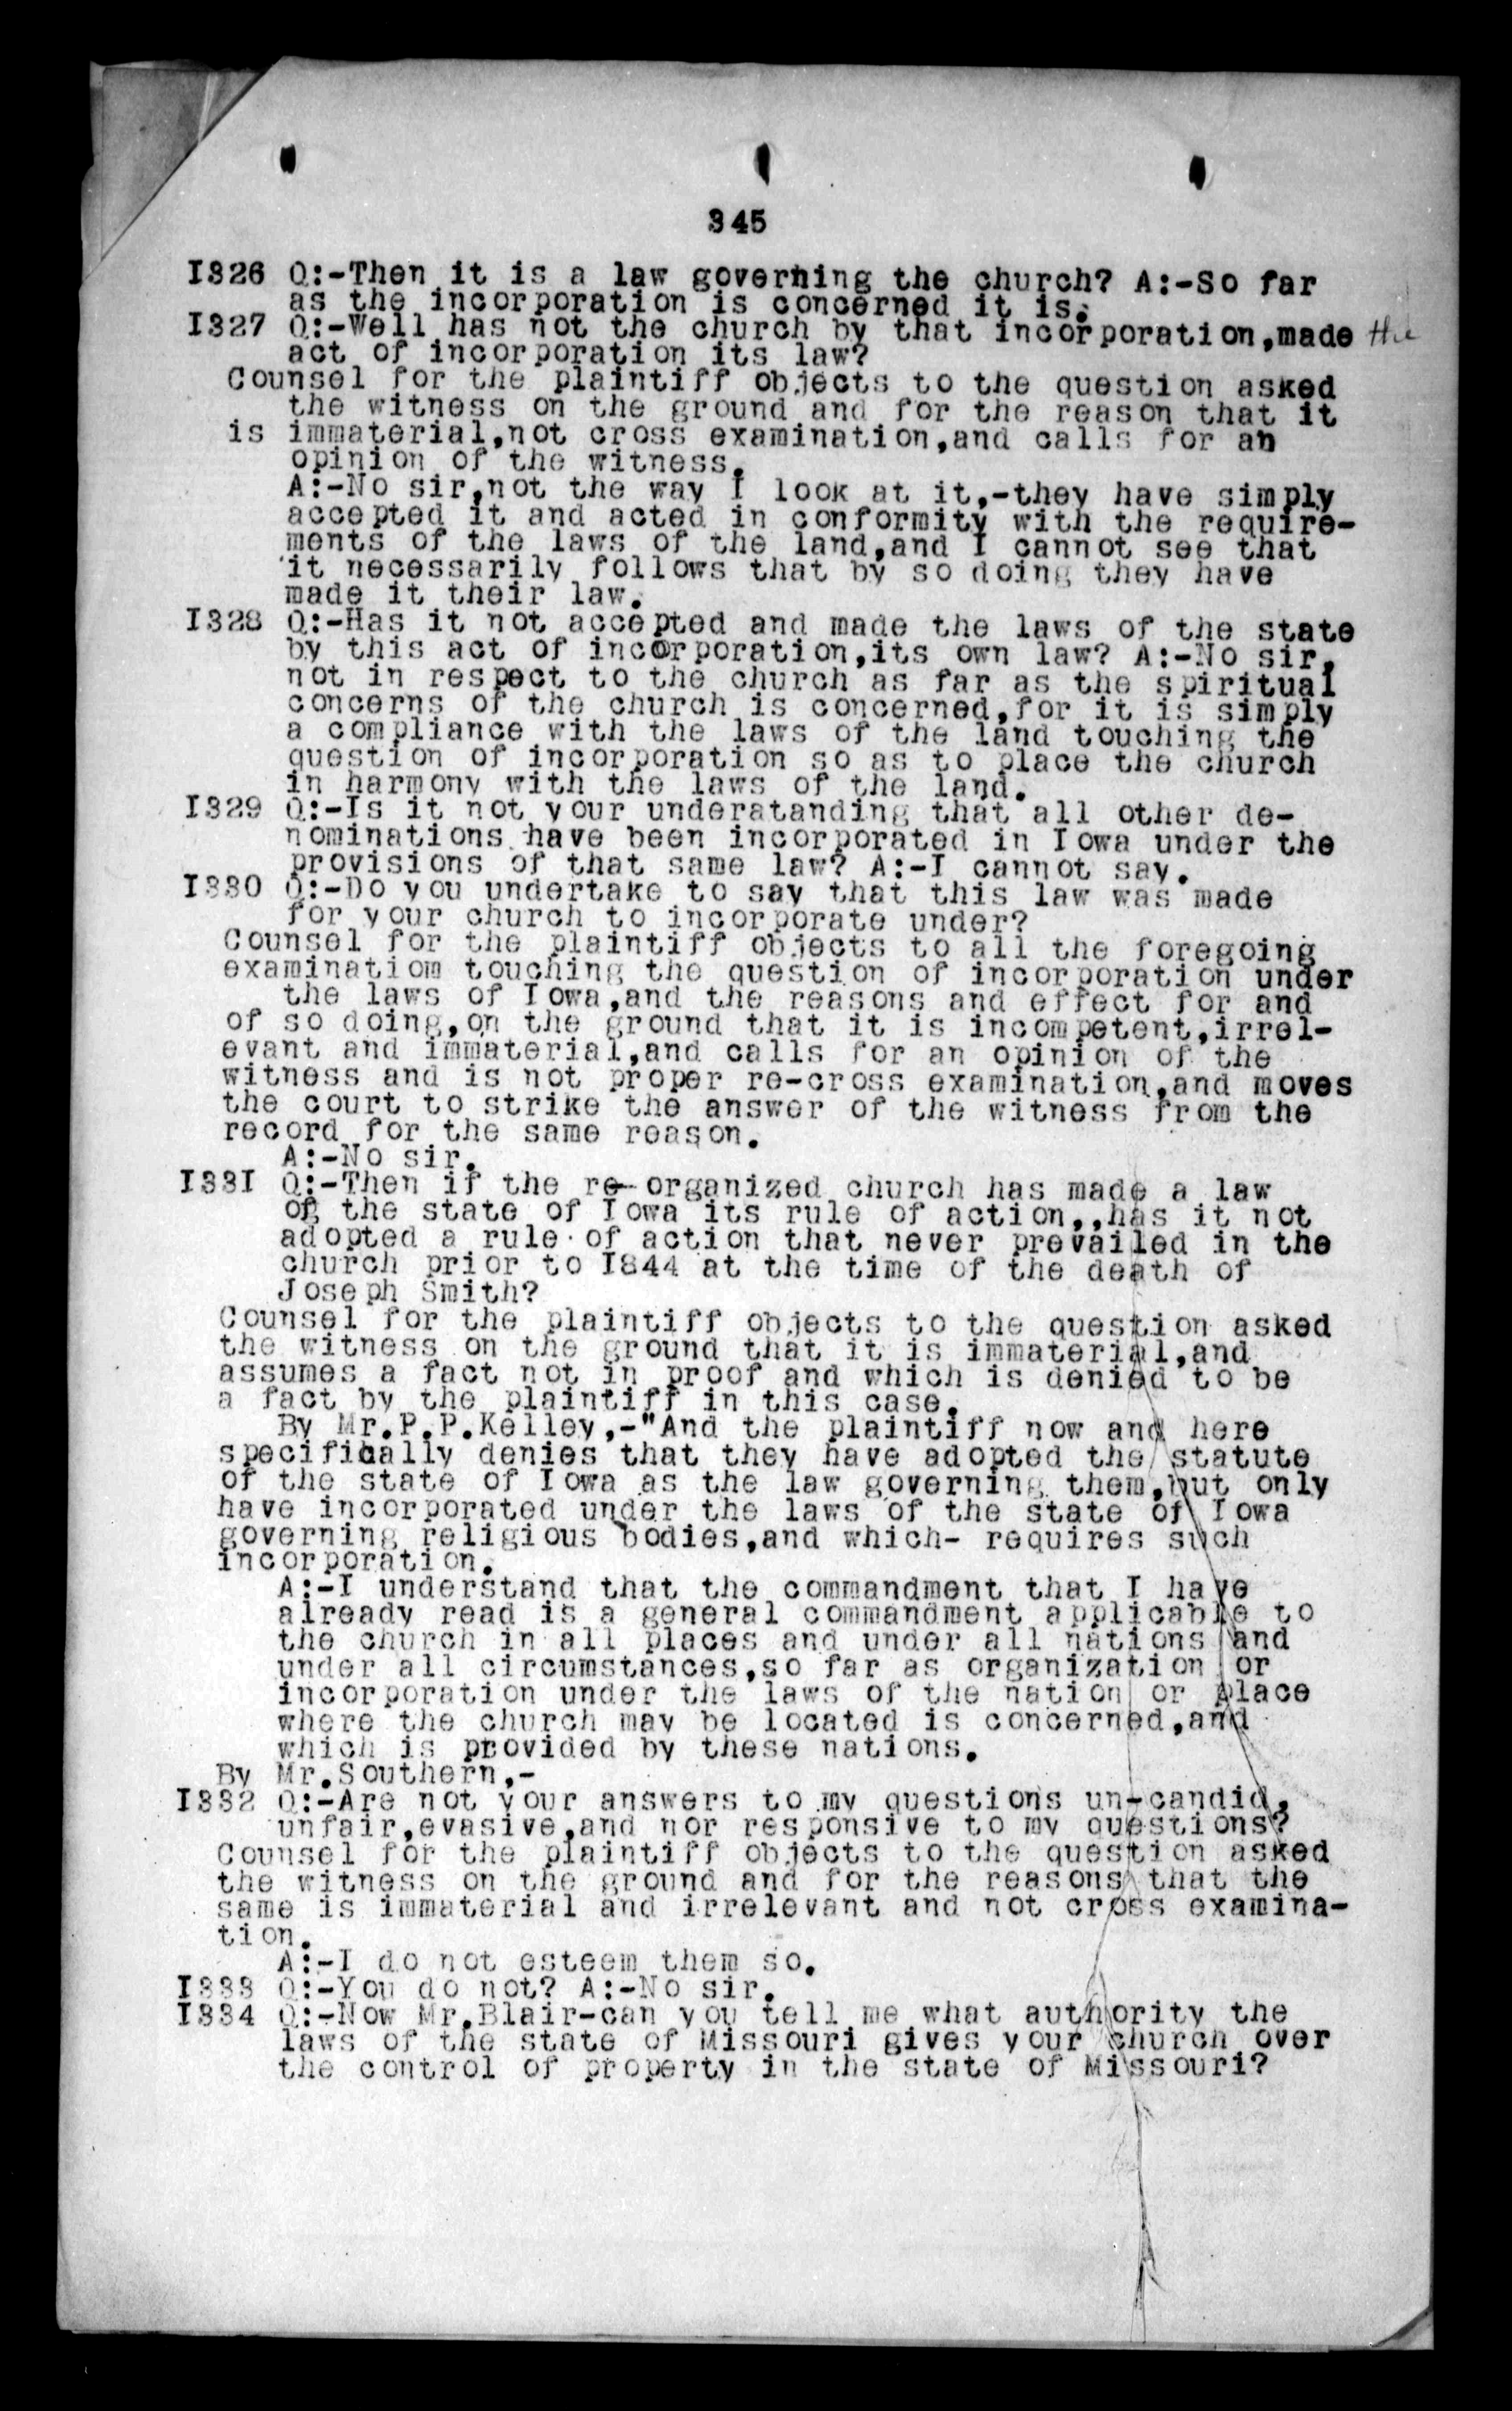 345
1326 Q:-Then it is a law governing the church? A:-So far
as the incorporation is concerned it is.
1327 Q:-Well has not the church by that incorporation,made the
act of incorporation its law?
Counsel for the plaintiff objects to the question asked
the witness on the ground and for the reason that it
is immaterial,not cross examination,and calls for an
opinion of the witness.
A:-No sir,not the way I look at it,-they have simply
accepted it and acted in conformity with the require-
ments of the laws of the land,and I cannot see that
it necessarily follows that by so doing they have
made it their law.
1328 Q:-Has it not accepted and made the laws of the state
by this act of incorporation,its own law? A:-No sir,
not in respect to the church as far as the spiritual
concerns of the church is concerned,for it is simply
a compliance with the laws of the land touching the
question of incorporation so as to place the church
in harmony with the laws of the land.
1329 Q:-Is it not your underatanding that all other de-
nominations have been incorporated in Iowa under the
provisions of that same law? A:-I cannot say.
1330 Q:-Do you undertake to say that this law was made
for your church to incorporate under?
Counsel for the plaintiff objects to all the foregoing
examinatiom touching the question of incorporation under
the laws of Iowa,and the reasons and effect for and
of so doing,on the ground that it is incompetent,irrel-
evant and immaterial,and calls for an opinion of the
witness and is not proper re-cross examination,and moves
the court to strike the answer of the witness from the
record for the same reason.
A:-No sir.
1331 Q:-Then if the re-organized church has made a law
of the state of Iowa its rule of action,,has it not
adopted a rule of action that never prevailed in the
church prior to 1844 at the time of the death of
Joseph Smith?
Counsel for the plaintiff objects to the question asked
the witness on the ground that it is immaterial,and
assumes a fact not in proof and which is denied to be
a fact by the plaintiff in this case.
By Mr.P.P.Kelley,-"And the plaintiff now and here
specifically denies that they have adopted the statute
of the state of Iowa as the law governing them,but only
have incorporated under the laws of the state of Iowa
governing religious bodies,and which- requires such
incorporation.
A:-I understand that the commandment that I have
already read is a general commandment applicable to
the church in all places and under all nations and
under all circumstances,so far as organization or
incorporation under the laws of the nation or place
where the church may be located is concerned,and
which is provided by these nations.
By Mr.Southern,-
1332 Q:-Are not your answers to my questions un-candid,
unfair,evasive,and nor responsive to my questions?
Counsel for the plaintiff objects to the question asked
the witness on the ground and for the reasons that the
same is immaterial and irrelevant and not cross examina-
tion.
A:-I do not esteem them so.
1333 Q:-You do not? A:-No sir.
1334 Q:-Now Mr.Blair-can you tell me what authority the
laws of the state of Missouri gives your church over
the control of property in the state of Missouri?